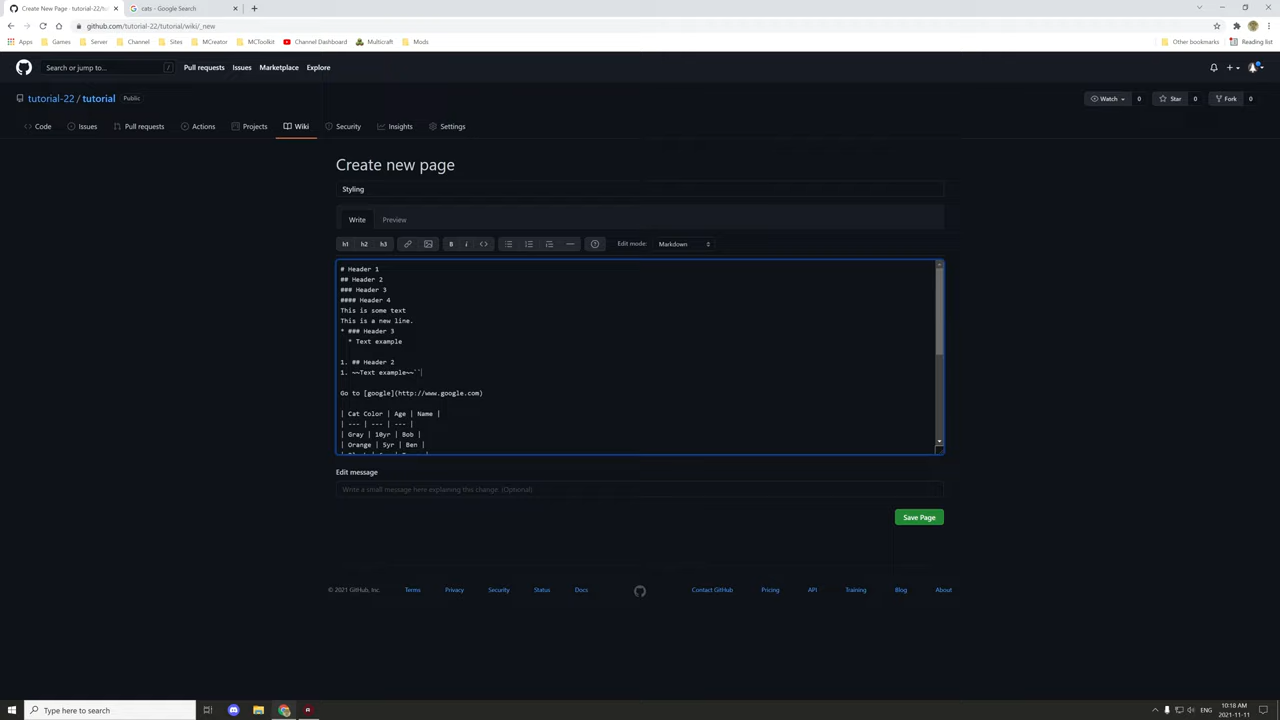 Create New Page · tutorial-22/tu
cats - Google Search
github.com/tutorial-22/tutorial/wiki/_new
Apps Games Server Channel Sites MCreator MCToolkit Channel Dashboard Multicraft Mods Other bookmarks Reading list
Search or jump to... / Pull requests Issues Marketplace Explore
tutorial-22 / tutorial Public Watch 0 Star 0 Fork 0
Code Issues Pull requests Actions Projects Wiki Security Insights Settings
Create new page
Styling
Write Preview
h1 h2 h3 B i <> Edit mode: Markdown
# Header 1
## Header 2
### Header 3
#### Header 4
This is some text
This is a new line.
* ### Header 3
* Text example
1. ## Header 2
1. ~~Text example~~``
Go to [google](http://www.google.com)
| Cat Color | Age | Name |
| --- | --- | --- |
| Gray | 10yr | Bob |
| Orange | 5yr | Ben |
Edit message
Write a small message here explaining this change. (Optional)
Save Page
© 2021 GitHub, Inc. Terms Privacy Security Status Docs Contact GitHub Pricing API Training Blog About
Type here to search
ENG
10:18 AM
2021-11-11